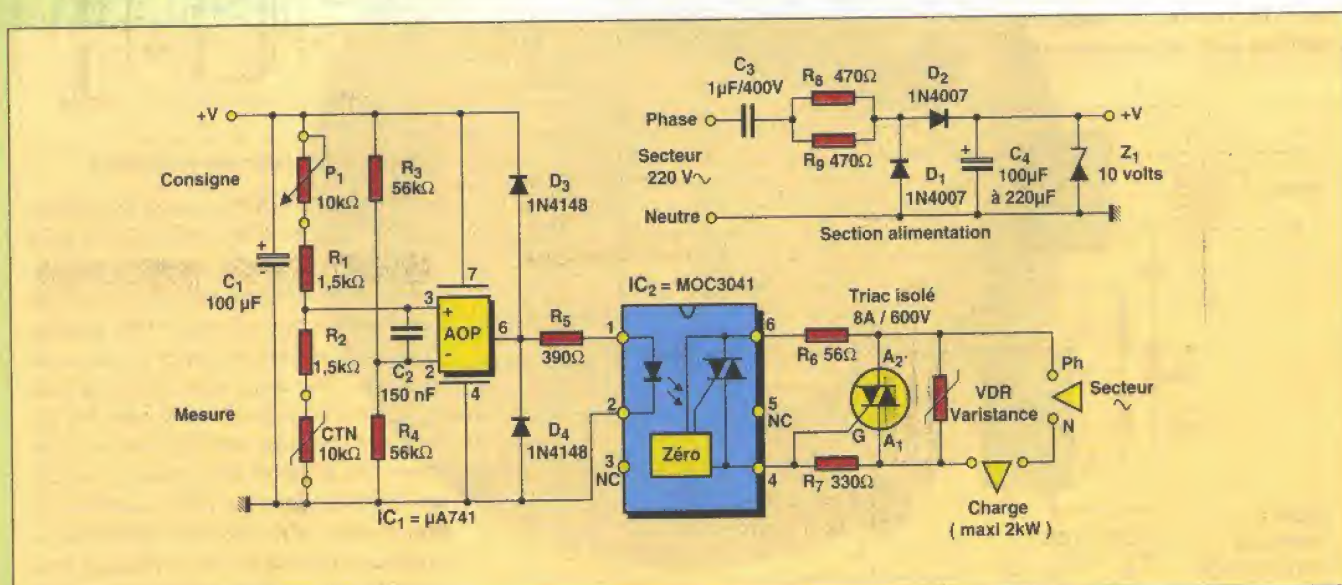 +V
Consigne
P1
10kΩ
R3
56kΩ
D3
1N4148
C1
100 µF
+
-
R1
1,5kΩ
R2
1,5kΩ
Mesure
CTN
10kΩ
C2
150 nF
R4
56kΩ
3
+
AOP
-
2
7
4
6
IC1 = µA741
D4
1N4148
R5
390Ω
C3
1µF/400V
R8 470Ω
R9 470Ω
D2
1N4007
D1
1N4007
+
C4
100µF
à 220µF
+V
Z1
10 volts
Phase
Secteur
220 V~
Neutre
Section alimentation
IC2 = MOC3041
1
2
3
NC
Zéro
6
5
NC
4
Triac isolé
8A / 600V
R6 56Ω
A2
G
A1
R7 330Ω
VDR
Varistance
Ph
Secteur
~
N
Charge
( maxi 2kW )